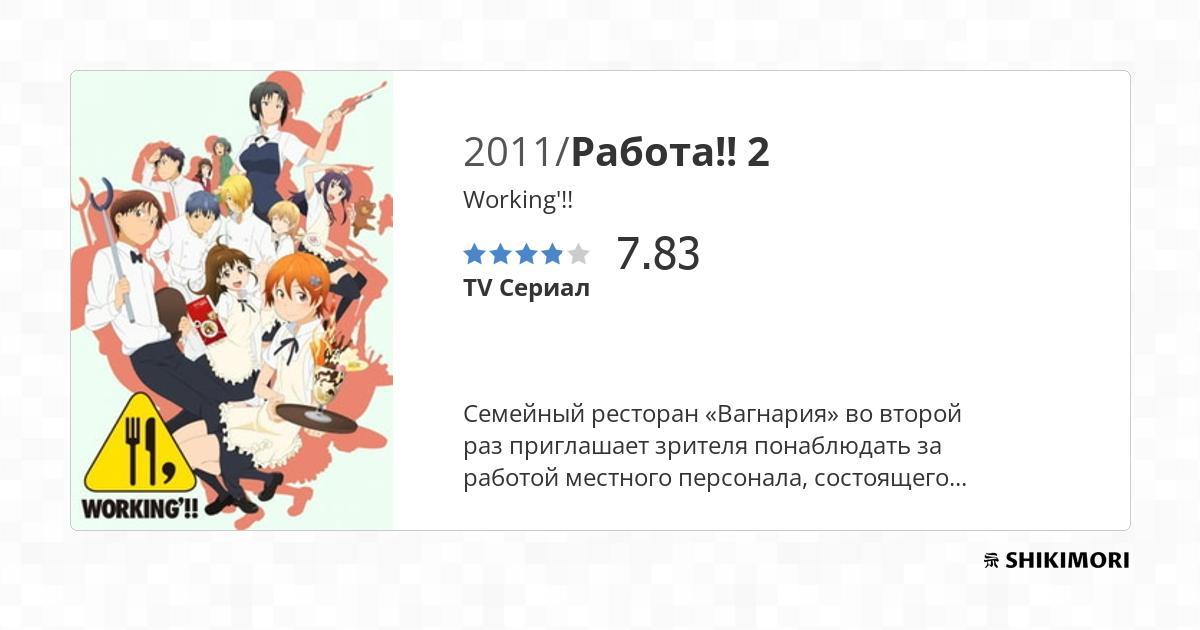 2011/Работа!! 2
Working'!!
7.83
TV Сериал
Семейный ресторан «Вагнария» во второй
раз приглашает зрителя понаблюдать за
работой местного персонала, состоящего...
WORKING'!!
SHIKIMORI